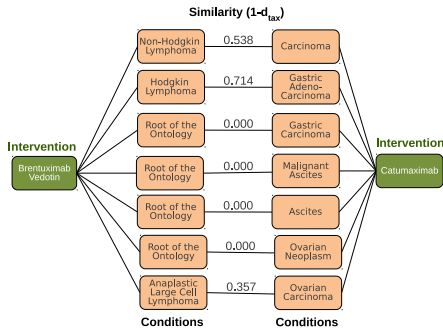 Similarity (1-dtax)
Non-Hodgkin
Lymphoma
0.538
Carcinoma
Hodgkin
Lymphoma
0.714
Gastric
Adeno-
Carcinoma
Intervention
Brentuximab
Vedotin
Root of the
Ontology
0.000
Gastric
Carcinoma
Intervention
Catumaximab
Root of the
Ontology
0.000
Malignant
Ascites
Root of the
Ontology
0.000
Ascites
Root of the
Ontology
0.000
Ovarian
Neoplasm
Anaplastic
Large Cell
Lymphoma
0.357
Ovarian
Carcinoma
Conditions
Conditions